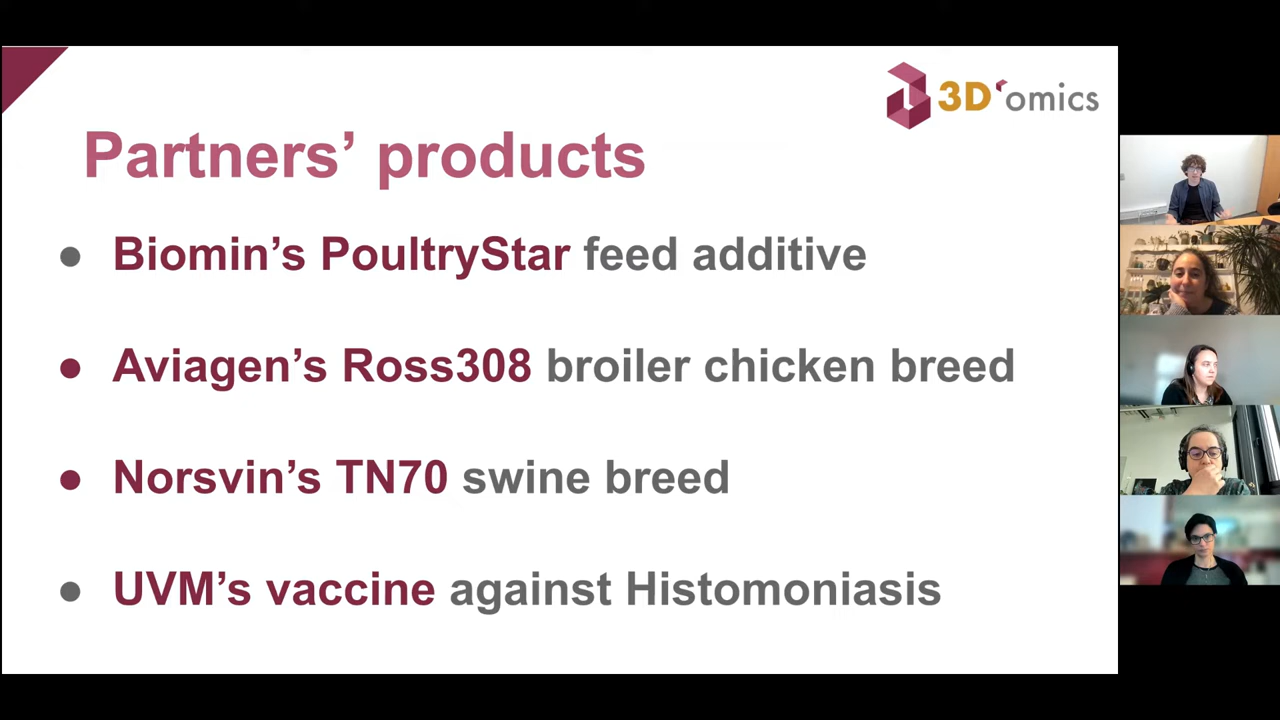 3D'omics
Partners’ products
● Biomin’s PoultryStar feed additive
● Aviagen’s Ross308 broiler chicken breed
● Norsvin’s TN70 swine breed
● UVM’s vaccine against Histomoniasis